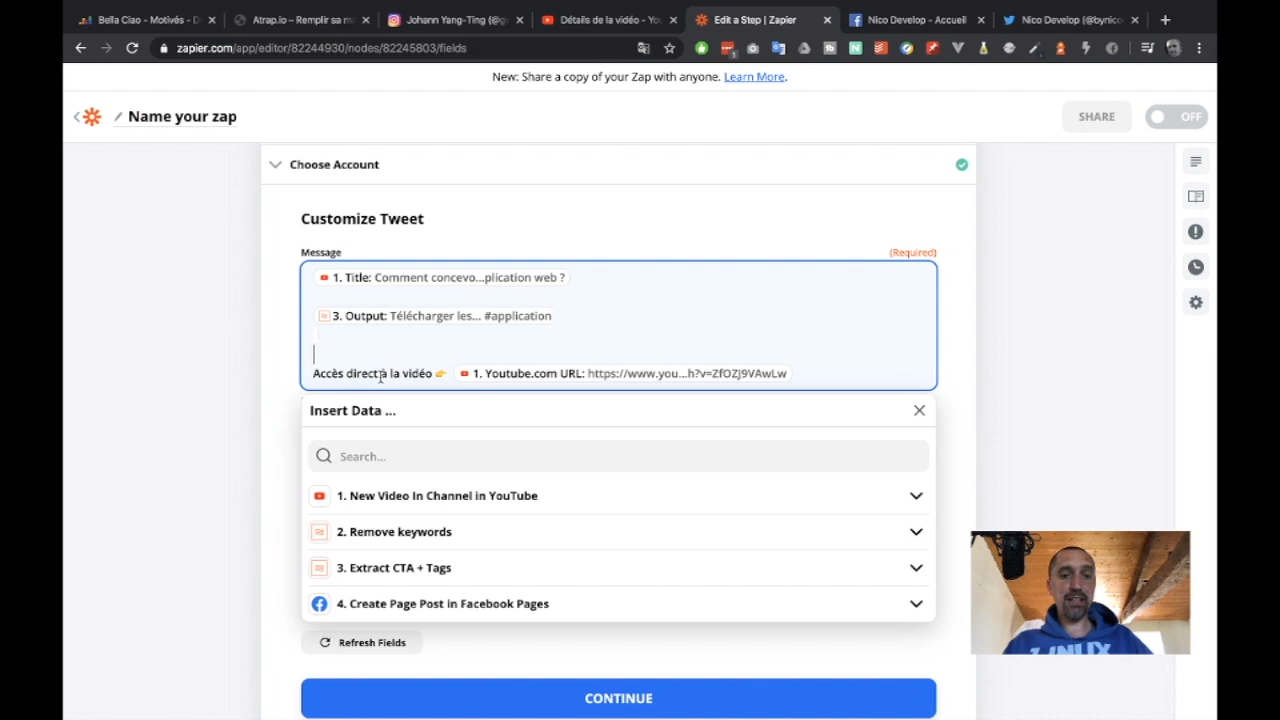 Bella Ciao - Motivés - D
Atrap.io – Remplir sa m
Johann Yang-Ting (@g
Détails de la vidéo - Yo
Edit a Step | Zapier
Nico Develop - Accueil
Nico Develop (@bynico
zapier.com/app/editor/82244930/nodes/82245803/fields
New: Share a copy of your Zap with anyone. Learn More.
Name your zap
SHARE
OFF
Choose Account
Customize Tweet
Message
(Required)
1. Title: Comment concevo...plication web ?
3. Output: Télécharger les... #application
Accès direct à la vidéo 👉 1. Youtube.com URL: https://www.you...h?v=ZfOZJ9VAwLw
Insert Data ...
Search...
1. New Video In Channel in YouTube
2. Remove keywords
3. Extract CTA + Tags
4. Create Page Post in Facebook Pages
Refresh Fields
CONTINUE
LINUX